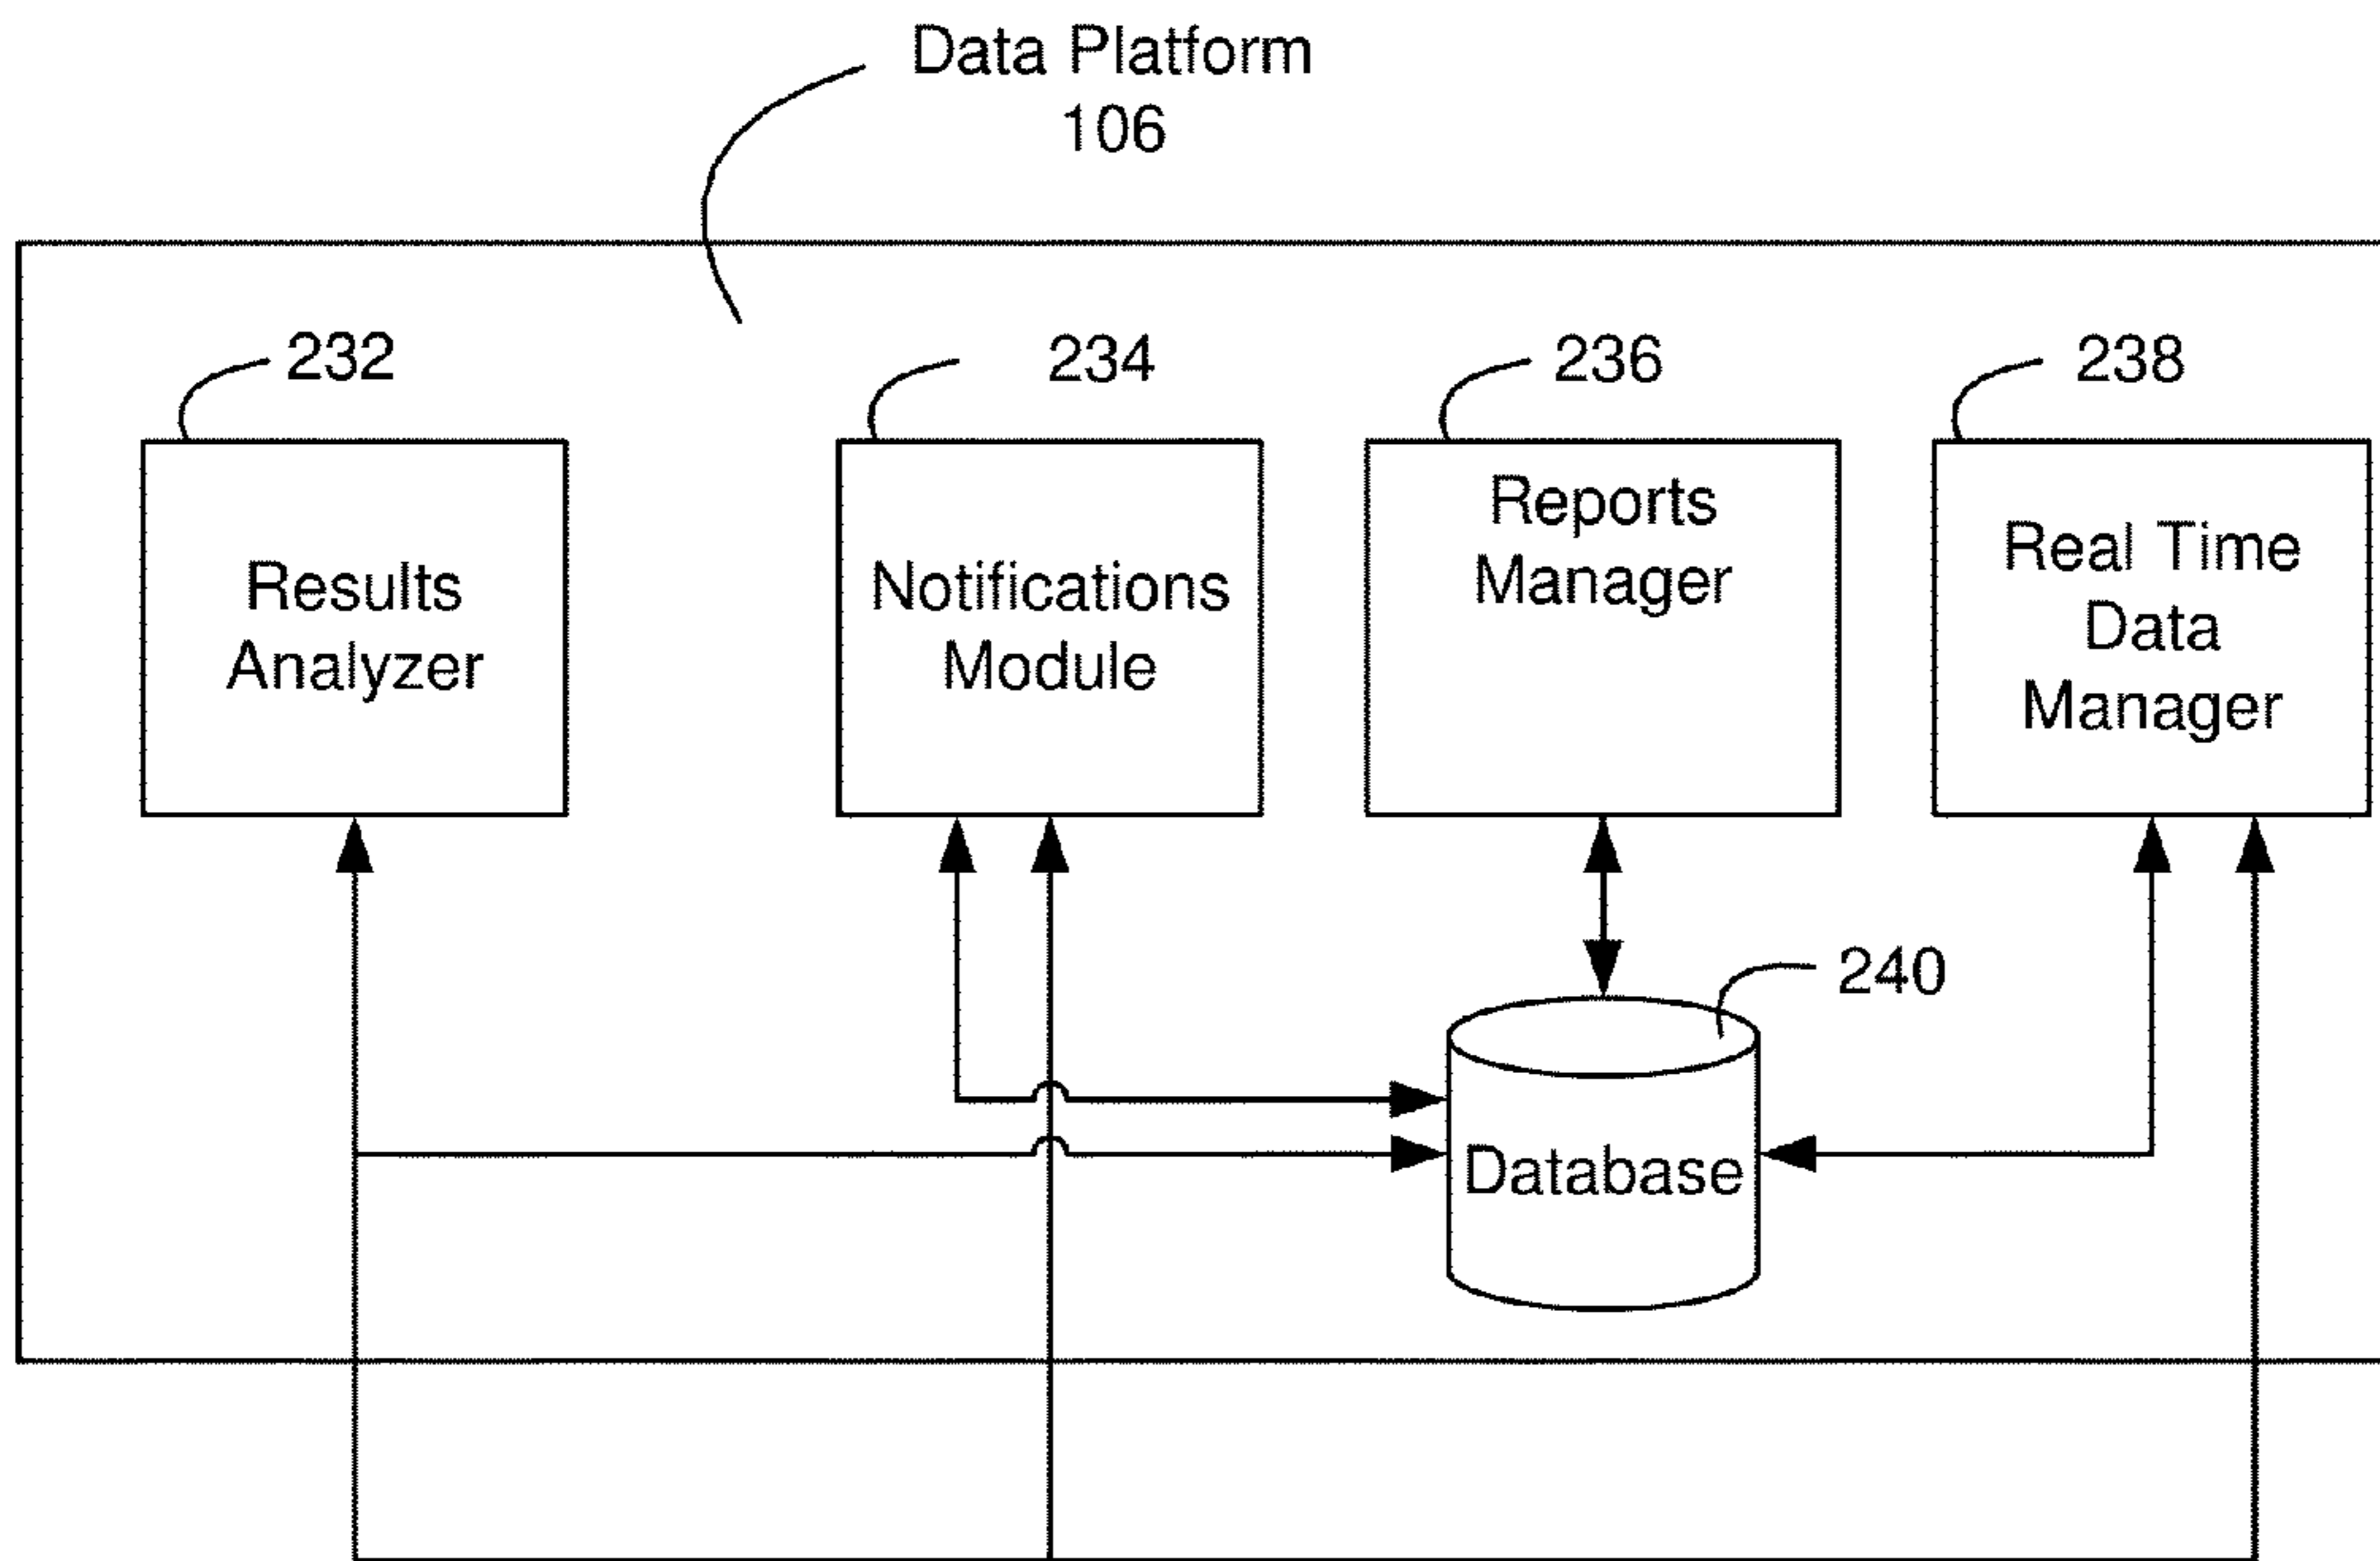 Data Platform
106
232
234
236
238
Results
Analyzer
Notifications
Module
Reports
Manager
Real Time
Data
Manager
240
Database